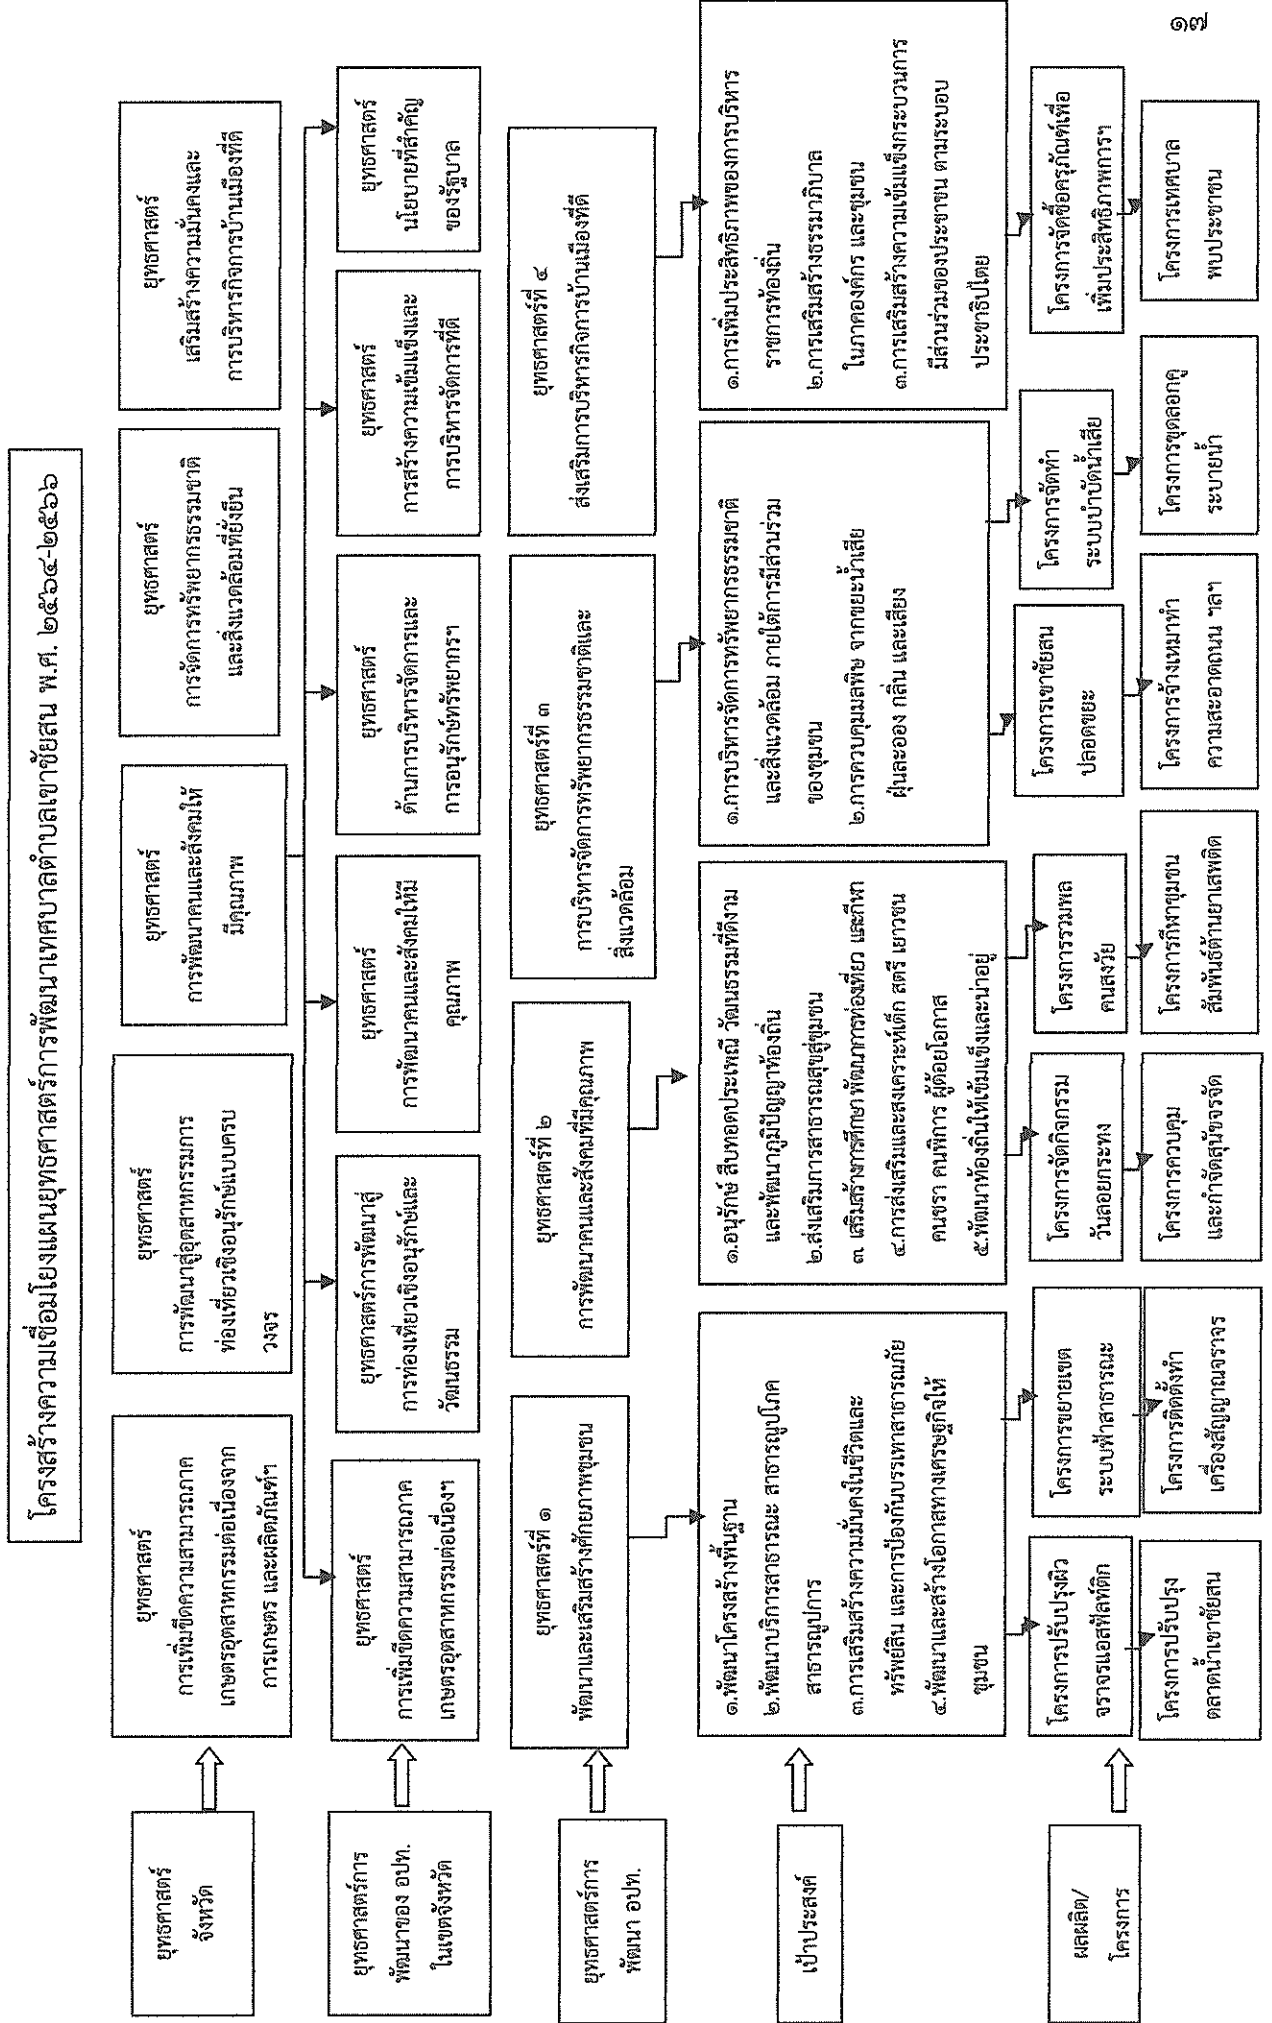 ๑๗
โครงสร้างความเชื่อมโยงแผนยุทธศาสตร์การพัฒนาเทศบาลตำบลเขาชัยสน พ.ศ. ๒๕๖๔-๒๕๖๖
ยุทธศาสตร์
จังหวัด
ยุทธศาสตร์
การเพิ่มขีดความสามารถภาค
เกษตรอุตสาหกรรมต่อเนื่องจาก
การเกษตร และผลิตภัณฑ์ฯ
ยุทธศาสตร์
การพัฒนาสู่อุตสาหกรรมการ
ท่องเที่ยวเชิงอนุรักษ์แบบครบ
วงจร
ยุทธศาสตร์
การพัฒนาคนและสังคมให้
มีคุณภาพ
ยุทธศาสตร์
การจัดการทรัพยากรธรรมชาติ
และสิ่งแวดล้อมที่ยั่งยืน
ยุทธศาสตร์
เสริมสร้างความมั่นคงและ
การบริหารกิจการบ้านเมืองที่ดี
ยุทธศาสตร์การ
พัฒนาของ อปท.
ในเขตจังหวัด
ยุทธศาสตร์
การเพิ่มขีดความสามารถภาค
เกษตรอุตสาหกรรมต่อเนื่องฯ
ยุทธศาสตร์การพัฒนาสู่
การท่องเที่ยวเชิงอนุรักษ์และ
วัฒนธรรม
ยุทธศาสตร์
การพัฒนาคนและสังคมให้มี
คุณภาพ
ยุทธศาสตร์
ด้านการบริหารจัดการและ
การอนุรักษ์ทรัพยากรฯ
ยุทธศาสตร์
การสร้างความเข้มแข็งและ
การบริหารจัดการที่ดี
ยุทธศาสตร์
นโยบายที่สำคัญ
ของรัฐบาล
ยุทธศาสตร์การ
พัฒนา อปท.
ยุทธศาสตร์ที่ ๑
พัฒนาและเสริมสร้างศักยภาพชุมชน
ยุทธศาสตร์ที่ ๒
การพัฒนาคนและสังคมที่มีคุณภาพ
ยุทธศาสตร์ที่ ๓
การบริหารจัดการทรัพยากรธรรมชาติและ
สิ่งแวดล้อม
ยุทธศาสตร์ที่ ๔
ส่งเสริมการบริหารกิจการบ้านเมืองที่ดี
เป้าประสงค์
๑.พัฒนาโครงสร้างพื้นฐาน
๒.พัฒนาบริการสาธารณะ สาธารณูปโภค
สาธารณูปการ
๓.การเสริมสร้างความมั่นคงในชีวิตและ
ทรัพย์สิน และการป้องกันบรรเทาสาธารณภัย
๔.พัฒนาและสร้างโอกาสทางเศรษฐกิจให้
ชุมชน
๑.อนุรักษ์ สืบทอดประเพณี วัฒนธรรมที่ดีงาม
และพัฒนาภูมิปัญญาท้องถิ่น
๒.ส่งเสริมการสาธารณสุขสู่ชุมชน
๓. เสริมสร้างการศึกษา พัฒนาการท่องเที่ยว และกีฬา
๔.การส่งเสริมและสงเคราะห์เด็ก สตรี เยาวชน
คนชรา คนพิการ ผู้ด้อยโอกาส
๕.พัฒนาท้องถิ่นให้เข้มแข็งและน่าอยู่
๑.การบริหารจัดการทรัพยากรธรรมชาติ
และสิ่งแวดล้อม ภายใต้การมีส่วนร่วม
ของชุมชน
๒.การควบคุมมลพิษ จากขยะน้ำเสีย
ฝุ่นละออง กลิ่น และเสียง
๑.การเพิ่มประสิทธิภาพของการบริหาร
ราชการท้องถิ่น
๒.การเสริมสร้างธรรมาภิบาล
ในภาคองค์กร และชุมชน
๓.การเสริมสร้างความเข้มแข็งกระบวนการ
มีส่วนร่วมของประชาชน ตามระบอบ
ประชาธิปไตย
ผลผลิต/
โครงการ
โครงการปรับปรุงผิว
จราจรแอสฟัลท์ติก
โครงการขยายเขต
ระบบฟ้าสาธารณะ
โครงการจัดกิจกรรม
วันลอยกระทง
โครงการรวมพล
คนสงวัย
โครงการเขาชัยสน
ปลอดขยะ
โครงการจัดทำ
ระบบบำบัดน้ำเสีย
โครงการจัดซื้อครุภัณฑ์เพื่อ
เพิ่มประสิทธิภาพการฯ
โครงการปรับปรุง
ตลาดน้ำเขาชัยสน
โครงการติดตั้งทำ
เครื่องสัญญาณจราจร
โครงการควบคุม
และกำจัดสุนัขจรจัด
โครงการกีฬาชุมชน
สัมพันธ์ต้านยาเสพติด
โครงการจ้างเหมาทำ
ความสะอาดถนน ฯลฯ
โครงการขุดลอกคู
ระบายน้ำ
โครงการเทศบาล
พบประชาชน